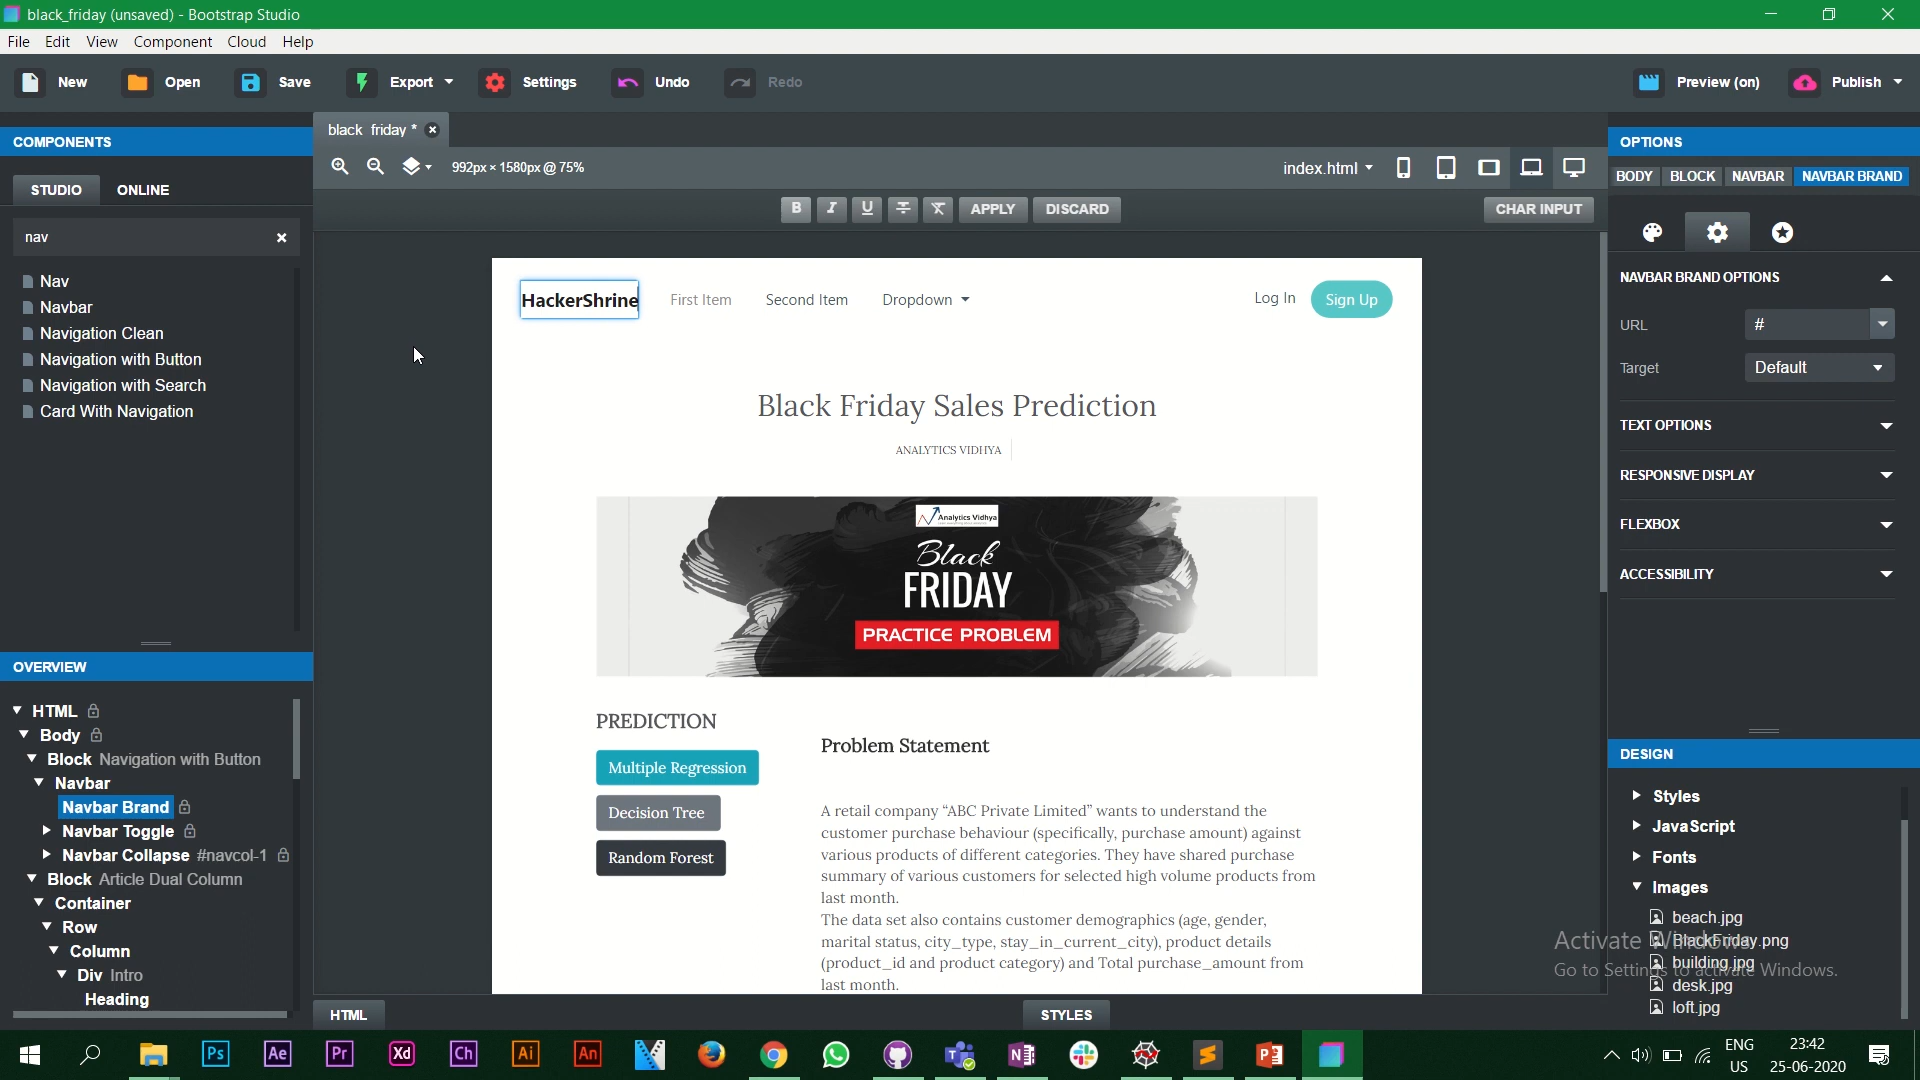 black_friday (unsaved) - Bootstrap Studio
File Edit View Component Cloud Help
New Open Save Export Settings Undo Redo Preview (on) Publish
COMPONENTS
STUDIO ONLINE
nav
Nav
Navbar
Navigation Clean
Navigation with Button
Navigation with Search
Card With Navigation
OVERVIEW
HTML
Body
Block Navigation with Button
Navbar
Navbar Brand
Navbar Toggle
Navbar Collapse #navcol-1
Block Article Dual Column
Container
Row
Column
Div Intro
Heading
black friday *
992px × 1580px @ 75%
index.html
B I U S T APPLY DISCARD CHAR INPUT
HackerShrine First Item Second Item Dropdown Log In Sign Up
Black Friday Sales Prediction
ANALYTICS VIDHYA
Analytics Vidhya
Black
FRIDAY
PRACTICE PROBLEM
PREDICTION
Multiple Regression
Decision Tree
Random Forest
Problem Statement
A retail company “ABC Private Limited” wants to understand the
customer purchase behaviour (specifically, purchase amount) against
various products of different categories. They have shared purchase
summary of various customers for selected high volume products from
last month.
The data set also contains customer demographics (age, gender,
marital status, city_type, stay_in_current_city), product details
(product_id and product category) and Total purchase_amount from
last month.
HTML STYLES
OPTIONS
BODY BLOCK NAVBAR NAVBAR BRAND
NAVBAR BRAND OPTIONS
URL #
Target Default
TEXT OPTIONS
RESPONSIVE DISPLAY
FLEXBOX
ACCESSIBILITY
DESIGN
Styles
JavaScript
Fonts
Images
beach.jpg
BlackFriday.png
building.jpg
desk.jpg
loft.jpg
Activate Windows
Go to Settings to activate Windows.
Ps Ae Pr Xd Ch Ai An
ENG
US
23:42
25-06-2020